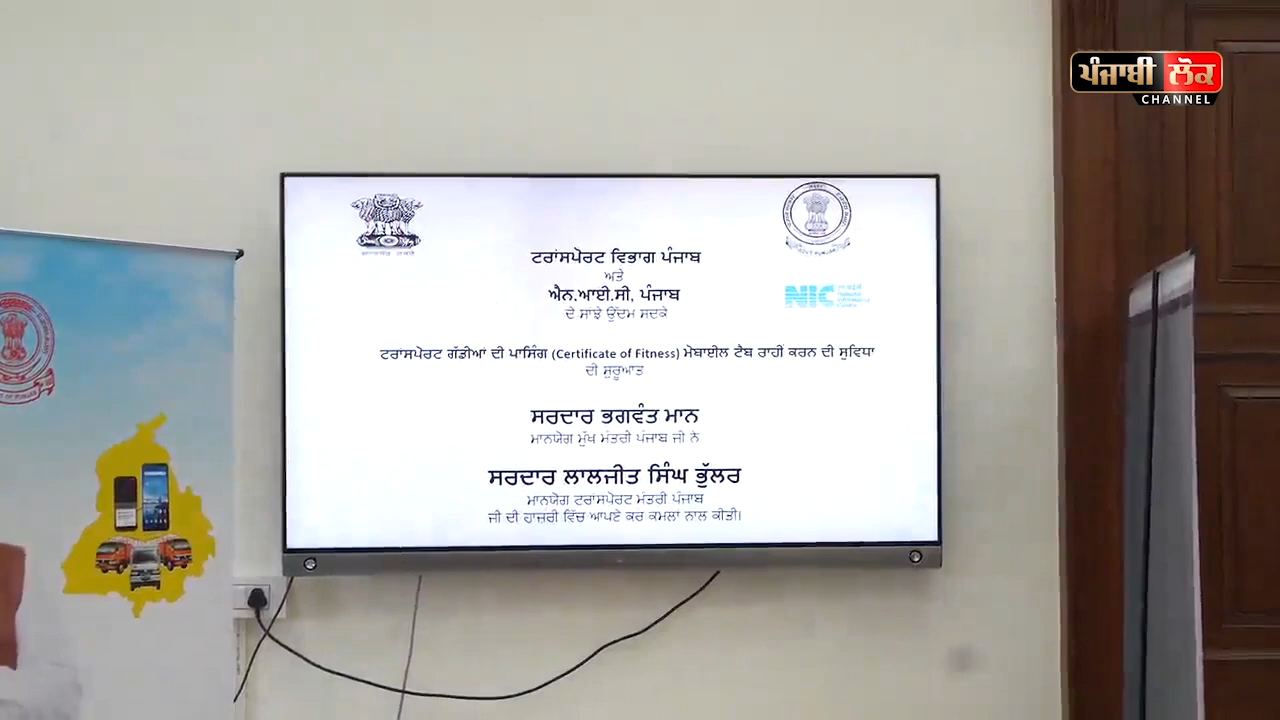 ਪੰਜਾਬੀ ਲੋਕ
CHANNEL
ਟਰਾਂਸਪੋਰਟ ਵਿਭਾਗ ਪੰਜਾਬ
ਅਤੇ
ਐਨ.ਆਈ.ਸੀ, ਪੰਜਾਬ
ਦੇ ਸਾਂਝੇ ਉੱਦਮ ਸਦਕੇ
NIC
ਟਰਾਂਸਪੋਰਟ ਗੱਡੀਆਂ ਦੀ ਪਾਸਿੰਗ (Certificate of Fitness) ਮੋਬਾਈਲ ਟੈਬ ਰਾਹੀਂ ਕਰਨ ਦੀ ਸੁਵਿਧਾ
ਦੀ ਸ਼ੁਰੂਆਤ
ਸਰਦਾਰ ਭਗਵੰਤ ਮਾਨ
ਮਾਨਯੋਗ ਮੁੱਖ ਮੰਤਰੀ ਪੰਜਾਬ ਜੀ ਨੇ
ਸਰਦਾਰ ਲਾਲਜੀਤ ਸਿੰਘ ਭੁੱਲਰ
ਮਾਨਯੋਗ ਟਰਾਂਸਪੋਰਟ ਮੰਤਰੀ ਪੰਜਾਬ
ਜੀ ਦੀ ਹਾਜ਼ਰੀ ਵਿੱਚ ਆਪਣੇ ਕਰ ਕਮਲਾਂ ਨਾਲ ਕੀਤੀ।